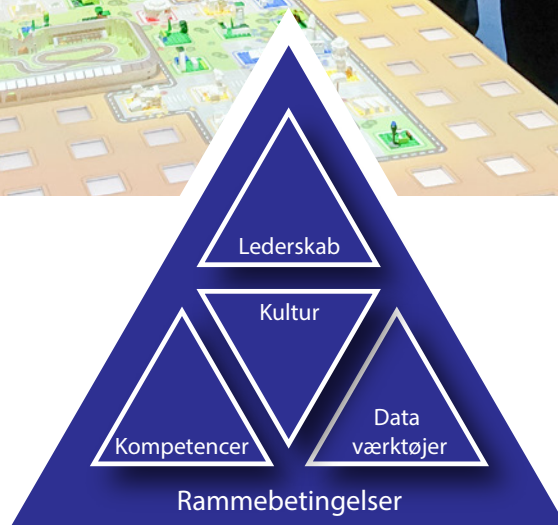 Lederskab
Kultur
Kompetencer
Data
værktøjer
Rammebetingelser